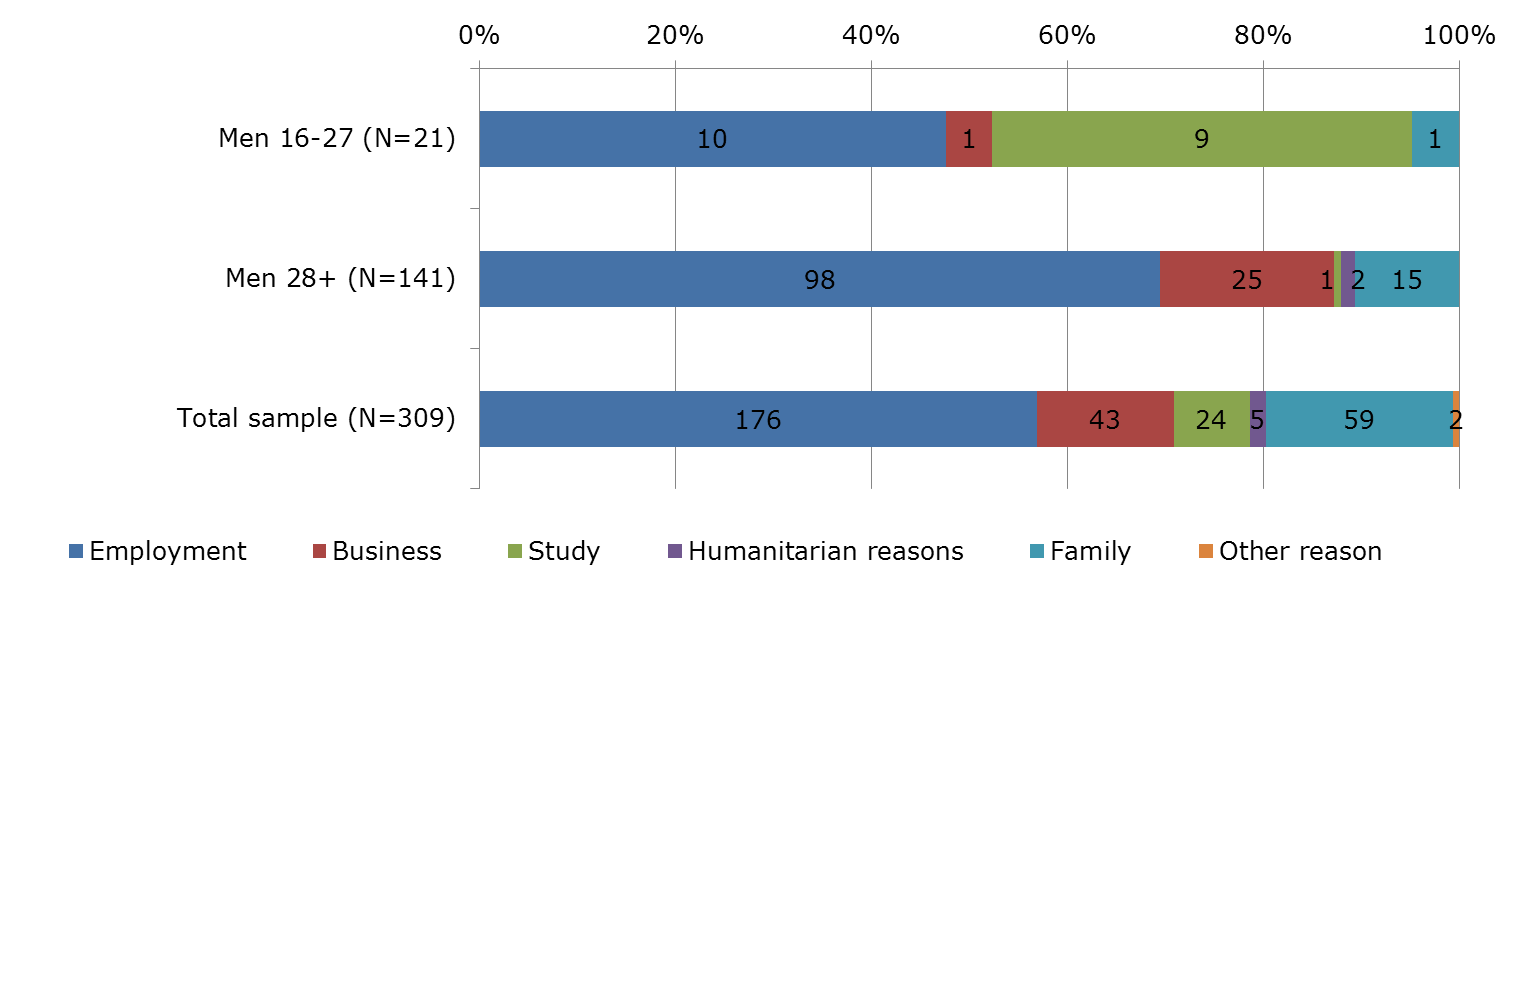 0% 20% 40% 60% 80% 100%
Men 16-27 (N=21) 10 1 9 1
Men 28+ (N=141) 98 25 1 2 15
Total sample (N=309) 176 43 24 5 59 2
Employment Business Study Humanitarian reasons Family Other reason